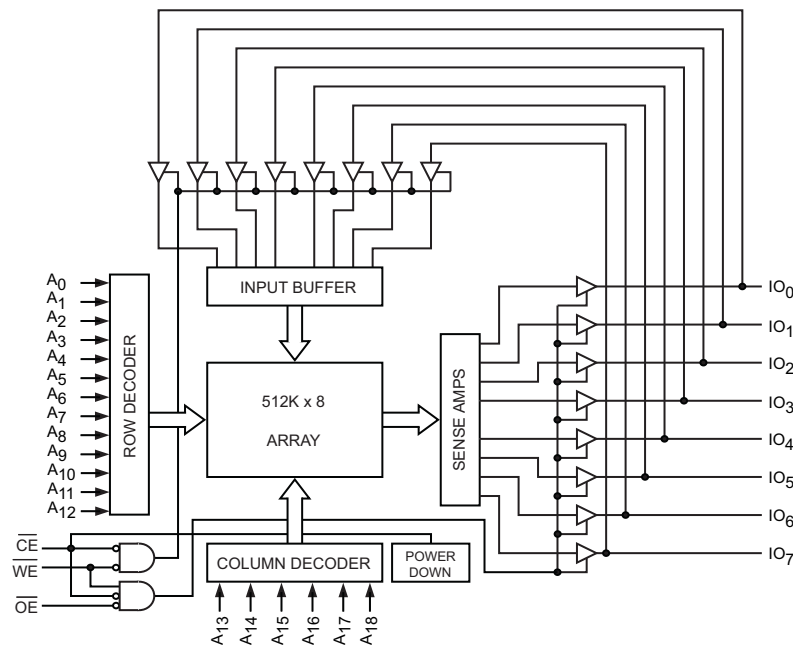 INPUT BUFFER
A0
A1
A2
A3
A4
A5
A6
A7
A8
A9
A10
A11
A12
ROW DECODER
512K x 8
ARRAY
SENSE AMPS
IO0
IO1
IO2
IO3
IO4
IO5
IO6
IO7
CE
WE
OE
COLUMN DECODER
POWER
DOWN
A13
A14
A15
A16
A17
A18